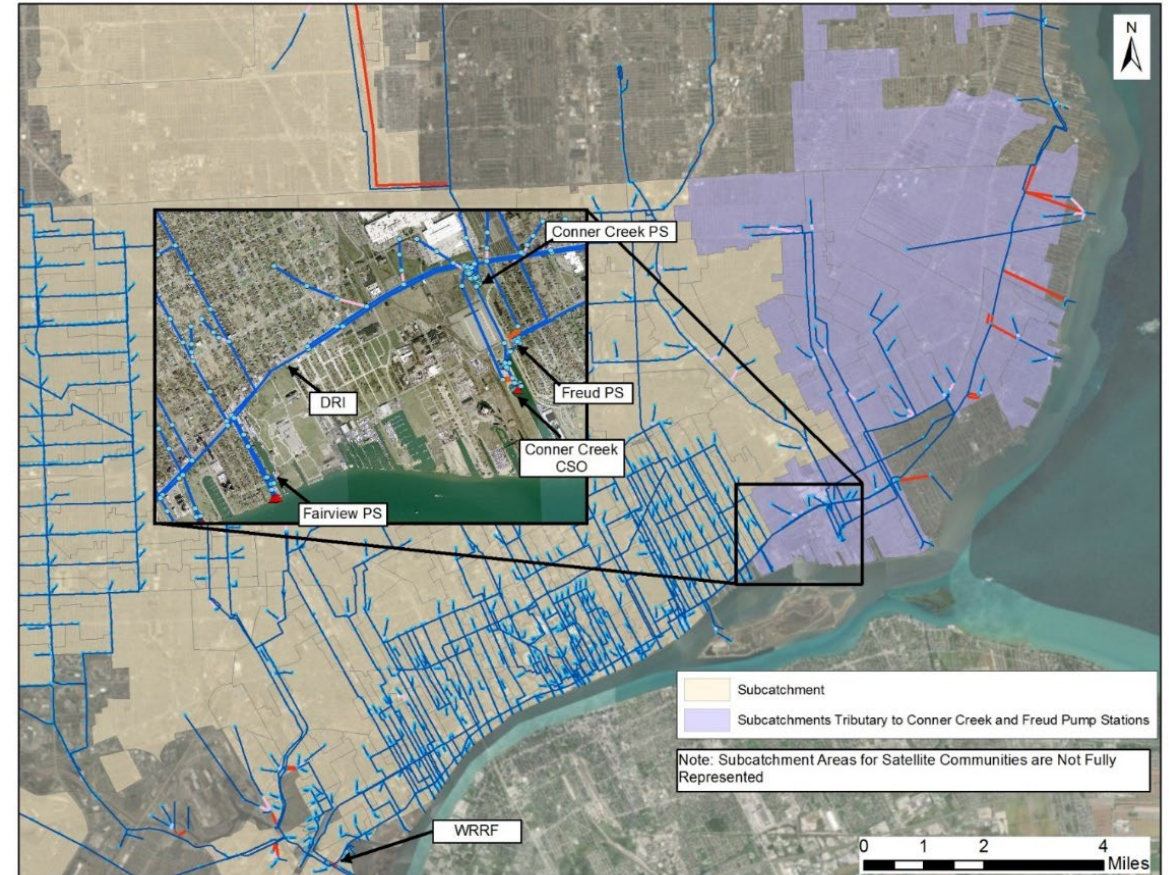 N
Conner Creek PS
DRI
Freud PS
Conner Creek
CSO
Fairview PS
Subcatchment
Subcatchments Tributary to Conner Creek and Freud Pump Stations
Note: Subcatchment Areas for Satellite Communities are Not Fully
Represented
WRRF
0 1 2 4
Miles